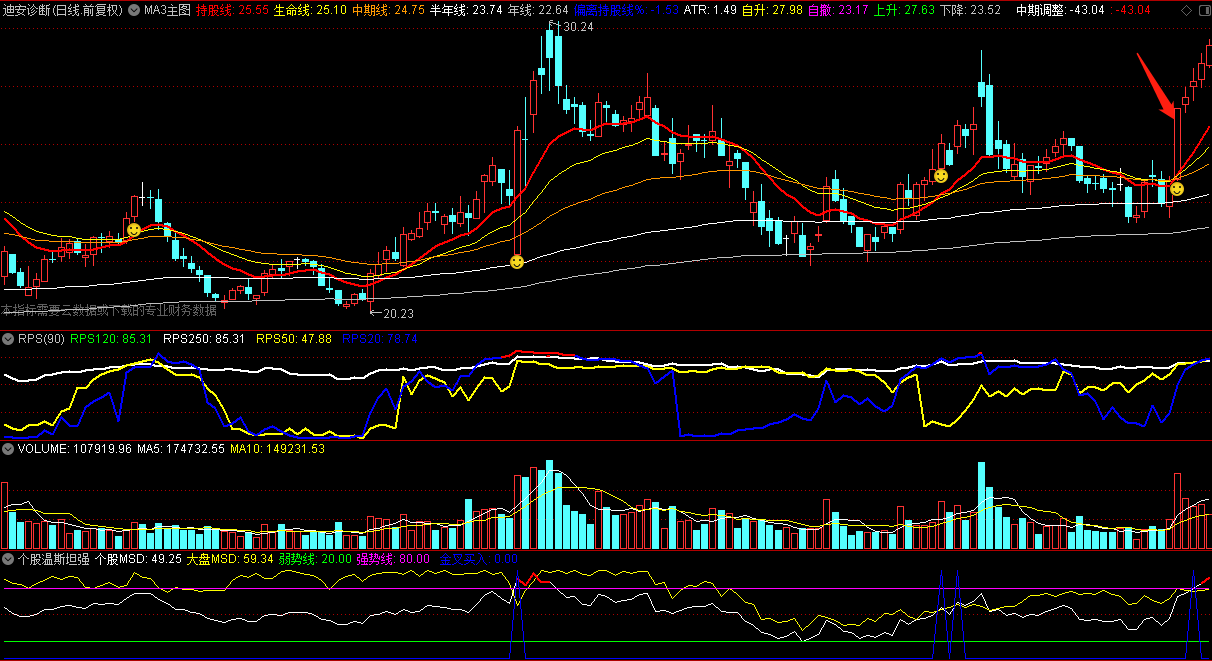 迪安诊断(日线.前复权) MA3主图 持股线: 25.55 生命线: 25.10 中期线: 24.75 半年线: 23.74 年线: 22.64 偏离持股线%: -1.53 ATR: 1.49 自升: 27.98 自撤: 23.17 上升: 27.63 下降: 23.52 中期调整: -43.04 : -43.04
30.24
20.23
本指标需要云数据或下载的专业财务数据
RPS(90) RPS120: 85.31 RPS250: 85.31 RPS50: 47.88 RPS20: 78.74
VOLUME: 107919.96 MA5: 174732.55 MA10: 149231.53
个股温斯坦强 个股MSD: 49.25 大盘MSD: 59.34 弱势线: 20.00 强势线: 80.00 金叉买入: 0.00